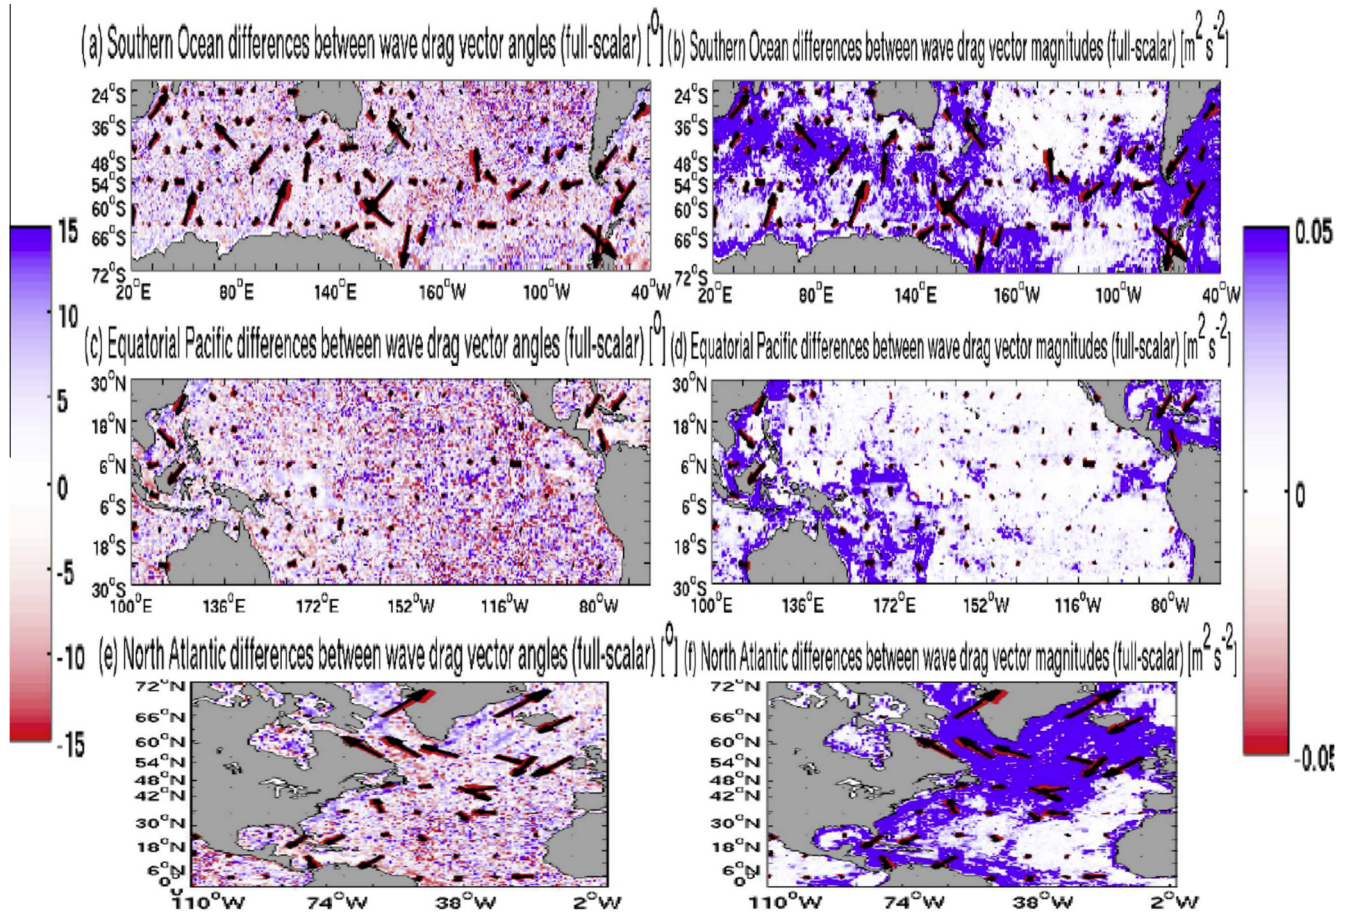 (a) Southern Ocean differences between wave drag vector angles (full-scalar) [°]
(b) Southern Ocean differences between wave drag vector magnitudes (full-scalar) [m² s⁻²]
24°S
36°S
48°S
54°S
60°S
66°S
72°S
20°E 80°E 140°E 160°W 100°W 40°W
24°S
36°S
48°S
54°S
60°S
66°S
72°S
20°E 80°E 140°E 160°W 100°W 40°W
15
10
5
0
-5
-10
-15
0.05
0
-0.05
(c) Equatorial Pacific differences between wave drag vector angles (full-scalar) [°]
(d) Equatorial Pacific differences between wave drag vector magnitudes (full-scalar) [m² s⁻²]
30°N
18°N
6°N
6°S
18°S
30°S
100°E 136°E 172°E 152°W 116°W 80°W
30°N
18°N
6°N
6°S
18°S
30°S
100°E 136°E 172°E 152°W 116°W 80°W
(e) North Atlantic differences between wave drag vector angles (full-scalar) [°]
(f) North Atlantic differences between wave drag vector magnitudes (full-scalar) [m² s⁻²]
72°N
66°N
60°N
54°N
48°N
42°N
30°N
18°N
6°N
0°
110°W 74°W 38°W 2°W
72°N
66°N
60°N
54°N
48°N
42°N
30°N
18°N
6°N
0°
110°W 74°W 38°W 2°W